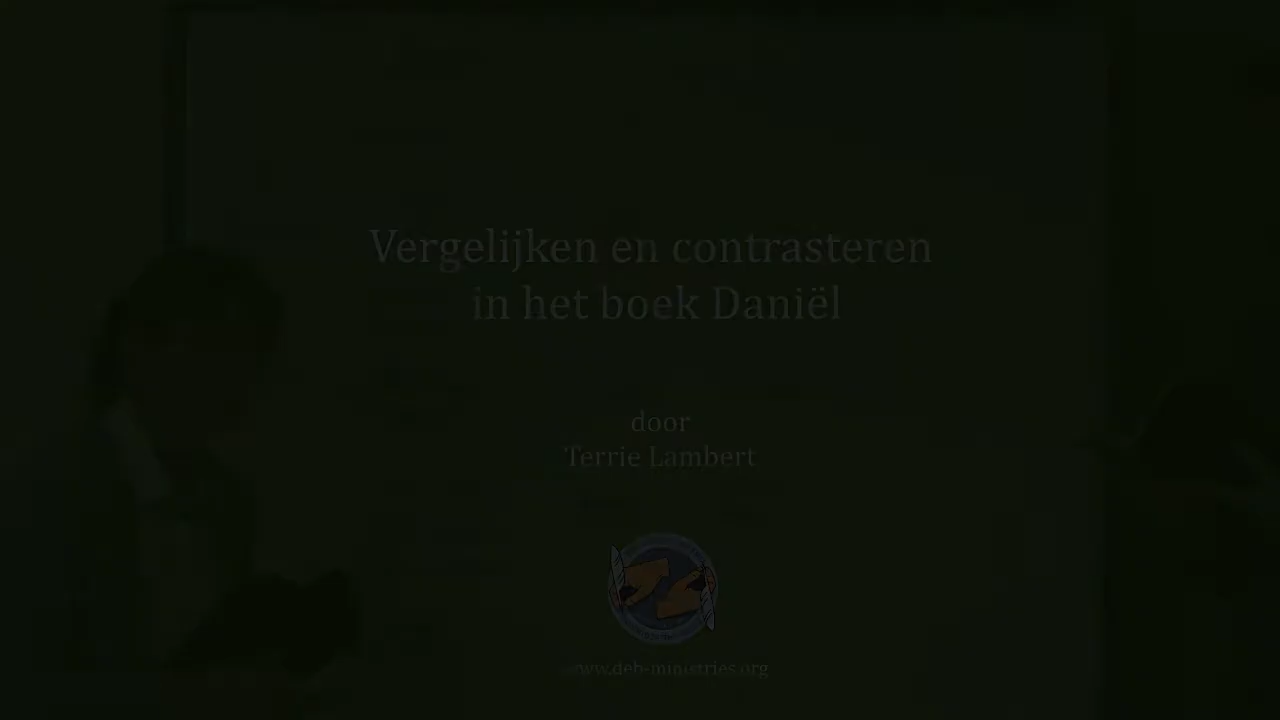 Vergelijken en contrasteren
in het boek Daniël
door
Terrie Lambert
www.deb-ministries.org